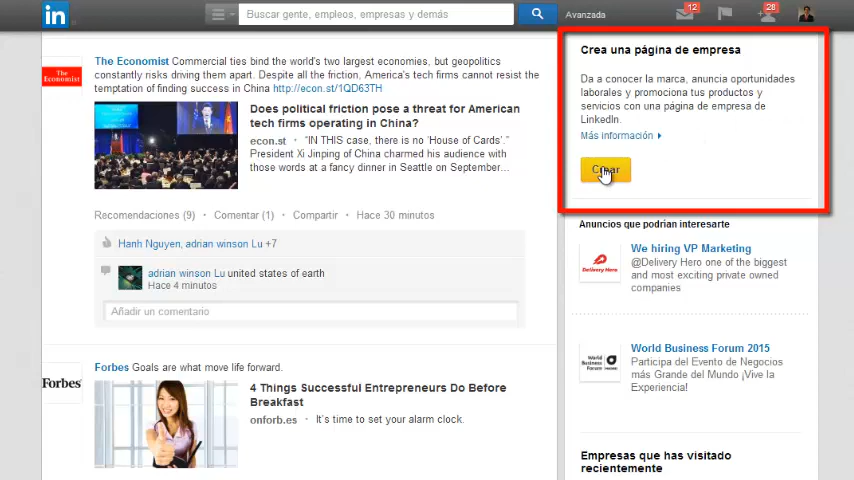 in
Buscar gente, empleos, empresas y demás
Avanzada
12
28
The Economist Commercial ties bind the world's two largest economies, but geopolitics
constantly risks driving them apart. Despite all the friction, America's tech firms cannot resist the
temptation of finding success in China http://econ.st/1QD63TH
The
Economist
Does political friction pose a threat for American
tech firms operating in China?
econ.st · "IN THIS case, there is no 'House of Cards'."
President Xi Jinping of China charmed his audience with
those words at a fancy dinner in Seattle on September...
Recomendaciones (9) · Comentar (1) · Compartir · Hace 30 minutos
Hanh Nguyen, adrian winson Lu +7
adrian winson Lu united states of earth
Hace 4 minutos
Añadir un comentario
Forbes Goals are what move life forward.
Forbes
4 Things Successful Entrepreneurs Do Before
Breakfast
onforb.es · It's time to set your alarm clock.
Crea una página de empresa
Da a conocer la marca, anuncia oportunidades
laborales y promociona tus productos y
servicios con una página de empresa de
LinkedIn.
Más información
Crear
Anuncios que podrían interesarte
We hiring VP Marketing
@Delivery Hero one of the biggest
and most exciting private owned
companies
Delivery Hero
World Business Forum 2015
Participa del Evento de Negocios
más Grande del Mundo ¡Vive la
Experiencia!
World
Business
Forum
Empresas que has visitado
recientemente